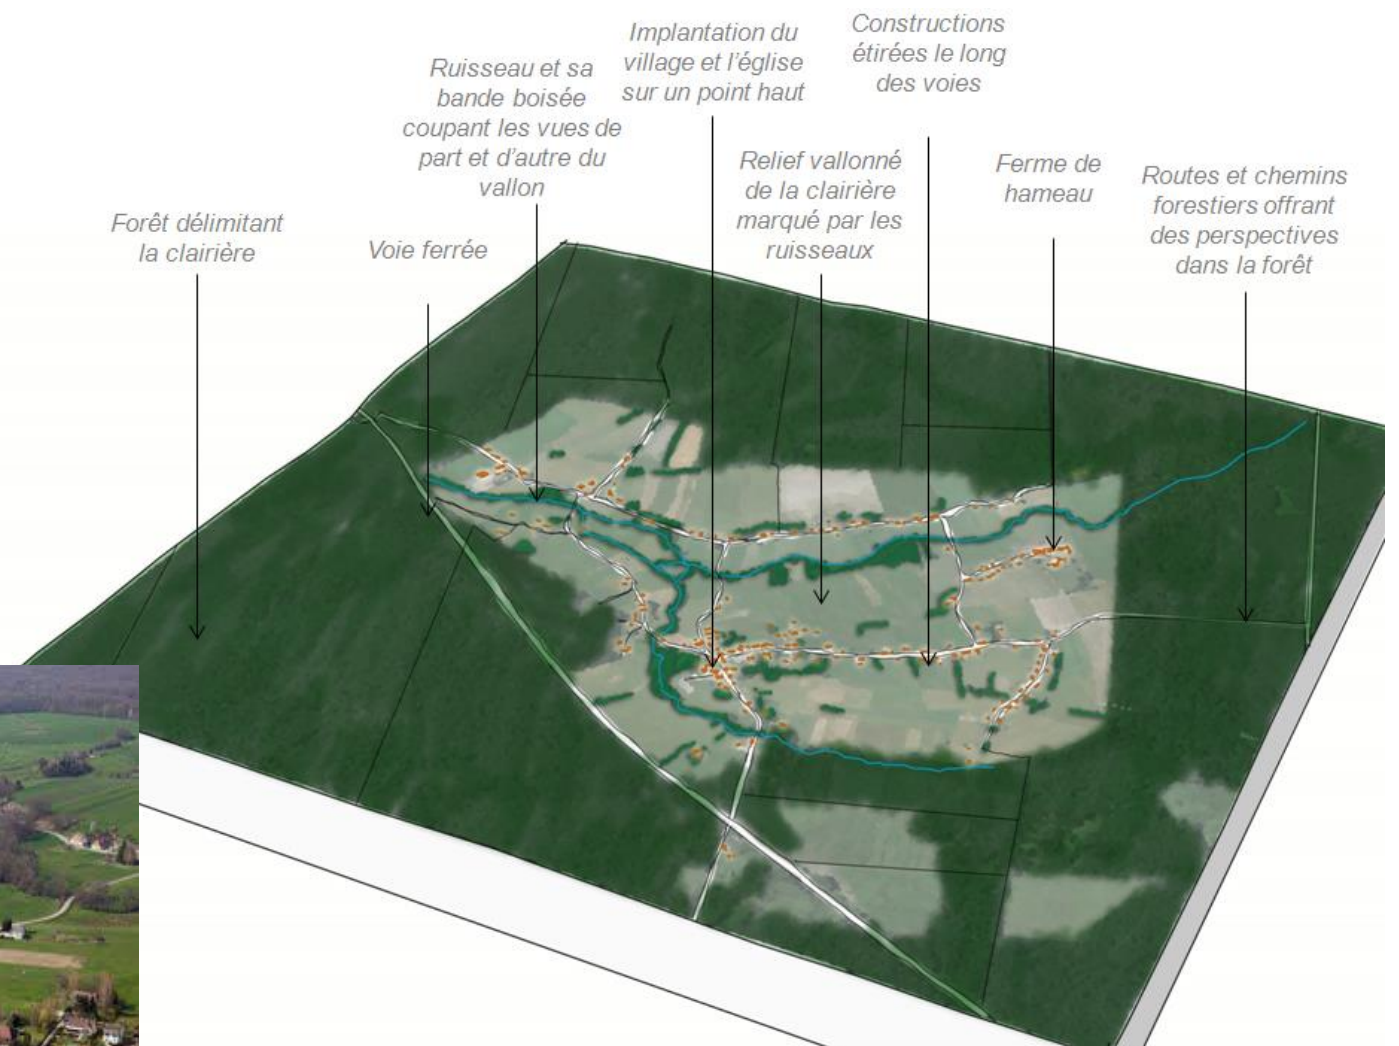 Forêt délimitant
la clairière
Voie ferrée
Ruisseau et sa
bande boisée
coupant les vues de
part et d'autre du
vallon
Implantation du
village et l'église
sur un point haut
Relief vallonné
de la clairière
marqué par les
ruisseaux
Constructions
étirées le long
des voies
Ferme de
hameau
Routes et chemins
forestiers offrant
des perspectives
dans la forêt